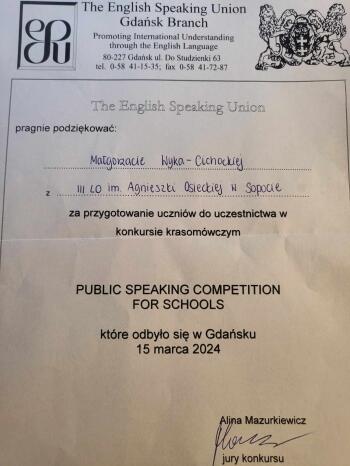 The English Speaking Union
Gdańsk Branch
Promoting International Understanding
through the English Language
80-227 Gdańsk ul. Do Studzienki 63
tel. 0-58 41-15-35; fax 0-58 41-72-87
The English Speaking Union
pragnie podziękować:
Małgorzacie Wyka-Cichockiej
z III LO im. Agnieszki Osieckiej w Sopocie
za przygotowanie uczniów do uczestnictwa w
konkursie krasomówczym
PUBLIC SPEAKING COMPETITION
FOR SCHOOLS
które odbyło się w Gdańsku
15 marca 2024
Alina Mazurkiewicz
jury konkursu